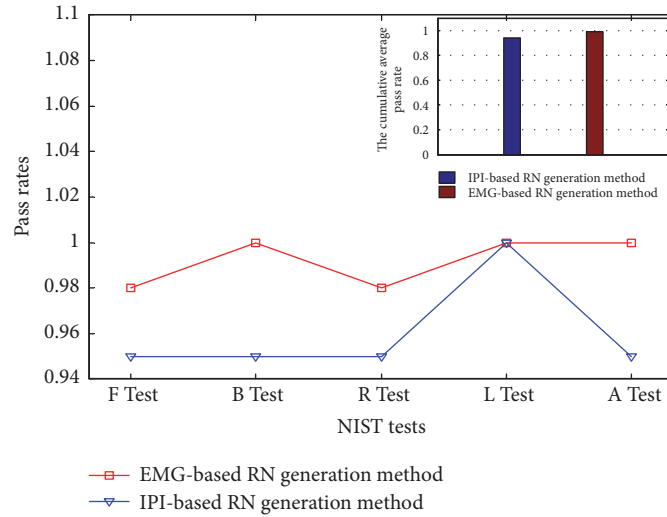 1.1
1.08
1.06
1.04
1.02
1
0.98
0.96
0.94
Pass rates
F Test
B Test
R Test
L Test
A Test
NIST tests
The cumulative average
pass rate
1
0.8
0.6
0.4
0.2
0
IPI-based RN generation method
EMG-based RN generation method
EMG-based RN generation method
IPI-based RN generation method